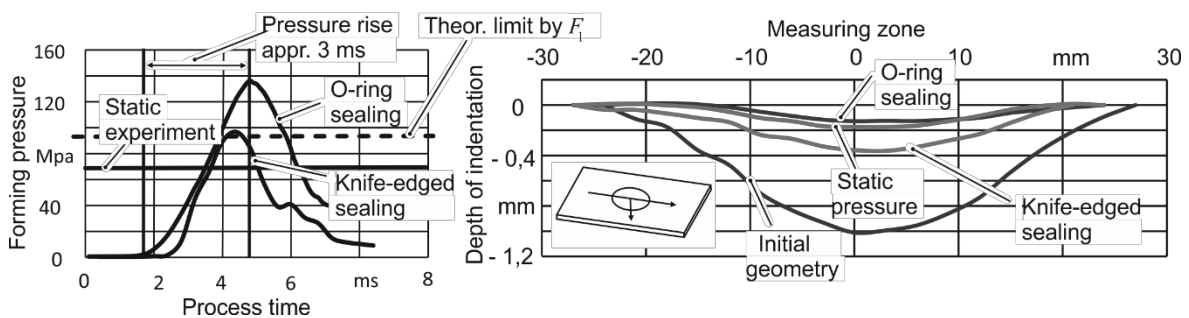 Pressure rise
appr. 3 ms
Theor. limit by F₁
160
120
Mpa
40
0
Forming pressure
Static
experiment
O-ring
sealing
Knife-edged
sealing
0 2 4 6 ms 8
Process time
Measuring zone
-30 -20 -10 0 10 mm 30
O-ring
sealing
0
- 0,4
mm
- 1,2
Depth of indentation
Static
pressure
Knife-edged
sealing
Initial
geometry